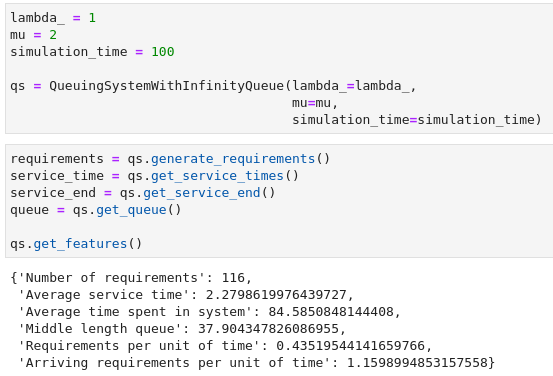 lambda_ = 1
mu = 2
simulation_time = 100
qs = QueuingSystemWithInfinityQueue(lambda_=lambda_,
mu=mu,
simulation_time=simulation_time)
requirements = qs.generate_requirements()
service_time = qs.get_service_times()
service_end = qs.get_service_end()
queue = qs.get_queue()
qs.get_features()
{'Number of requirements': 116,
'Average service time': 2.2798619976439727,
'Average time spent in system': 84.5850848144408,
'Middle length queue': 37.904347826086955,
'Requirements per unit of time': 0.43519544141659766,
'Arriving requirements per unit of time': 1.1598994853157558}